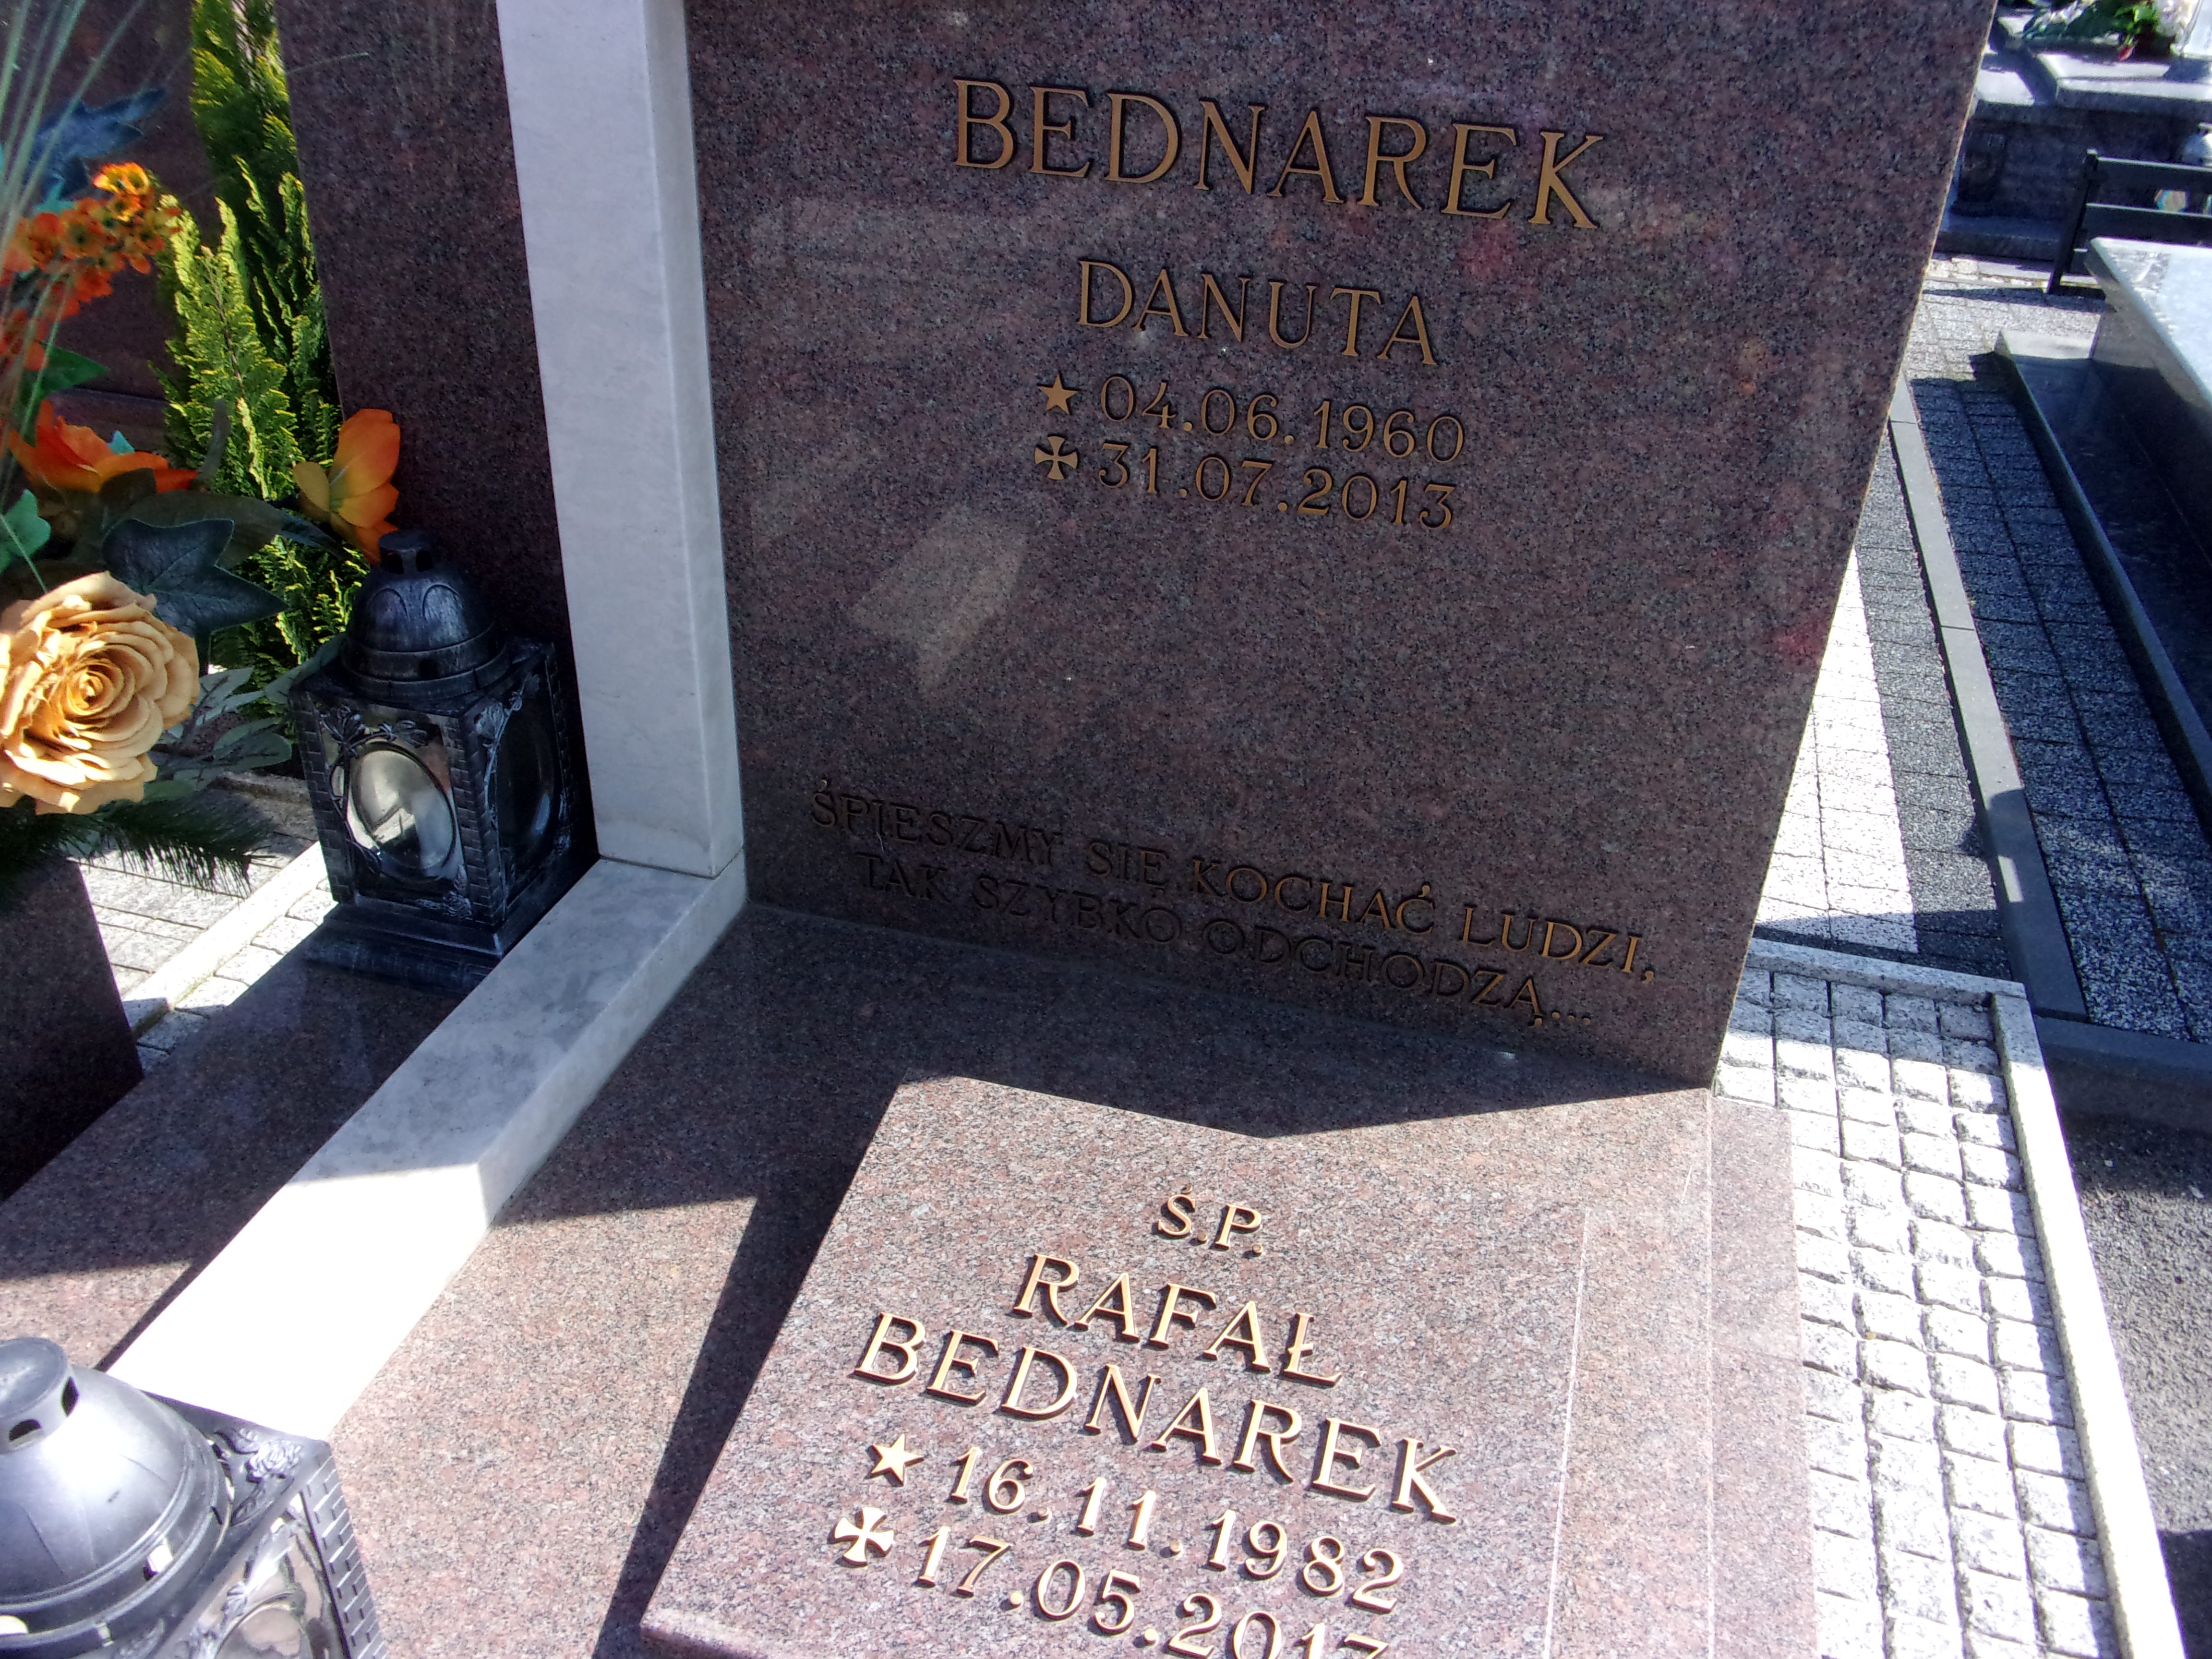 BEDNAREK
DANUTA
04.06.1960
31.07.2013
ŚPIESZMY SIĘ KOCHAĆ LUDZI,
TAK SZYBKO ODCHODZĄ...
Ś.P.
RAFAŁ
BEDNAREK
16.11.1982
17.05.2017